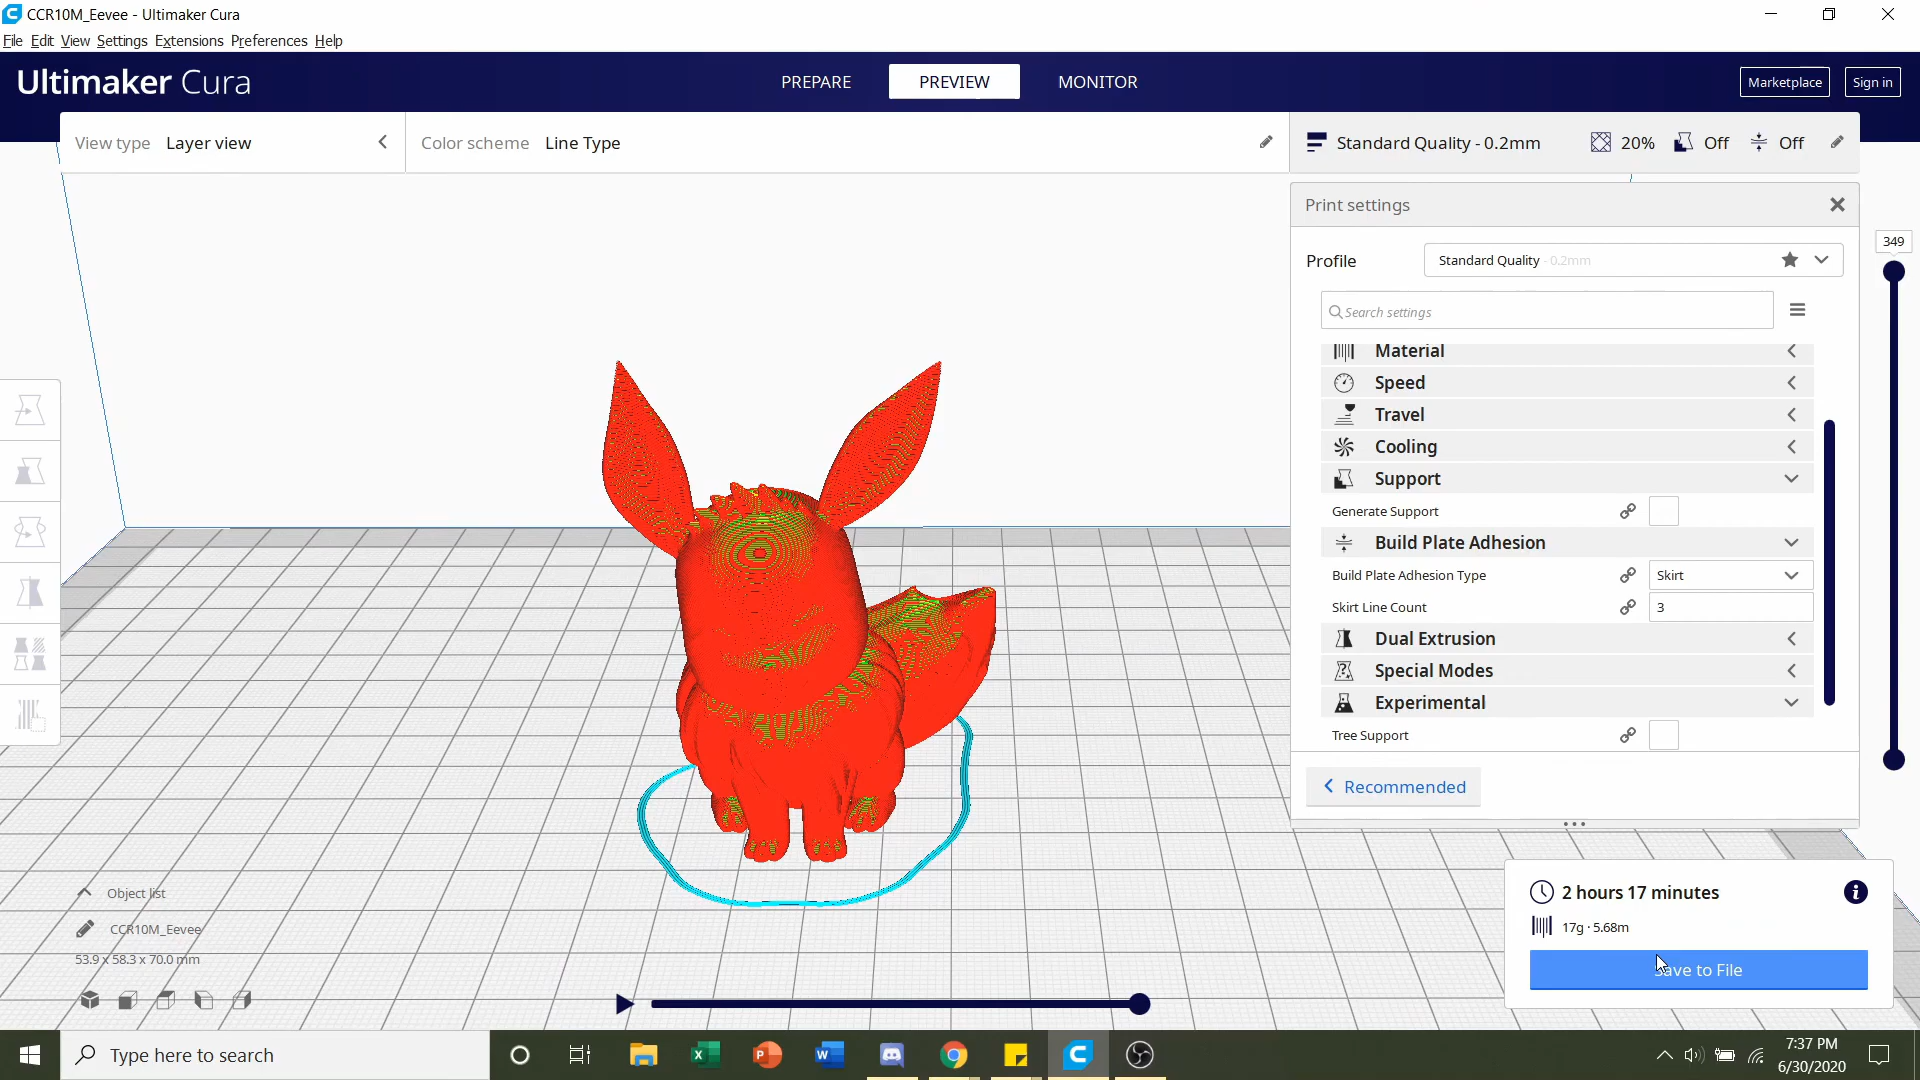 CCR10M_Eevee - Ultimaker Cura
File Edit View Settings Extensions Preferences Help
Ultimaker Cura
PREPARE
PREVIEW
MONITOR
Marketplace
Sign in
View type Layer view
Color scheme Line Type
Standard Quality - 0.2mm 20% Off Off
Print settings
349
Profile
Standard Quality - 0.2mm
Search settings
Material
Speed
Travel
Cooling
Support
Generate Support
Build Plate Adhesion
Build Plate Adhesion Type
Skirt
Skirt Line Count
3
Dual Extrusion
Special Modes
Experimental
Tree Support
Recommended
Object list
CCR10M_Eevee
53.9 x 58.3 x 70.0 mm
2 hours 17 minutes
17g · 5.68m
Save to File
Type here to search
7:37 PM
6/30/2020